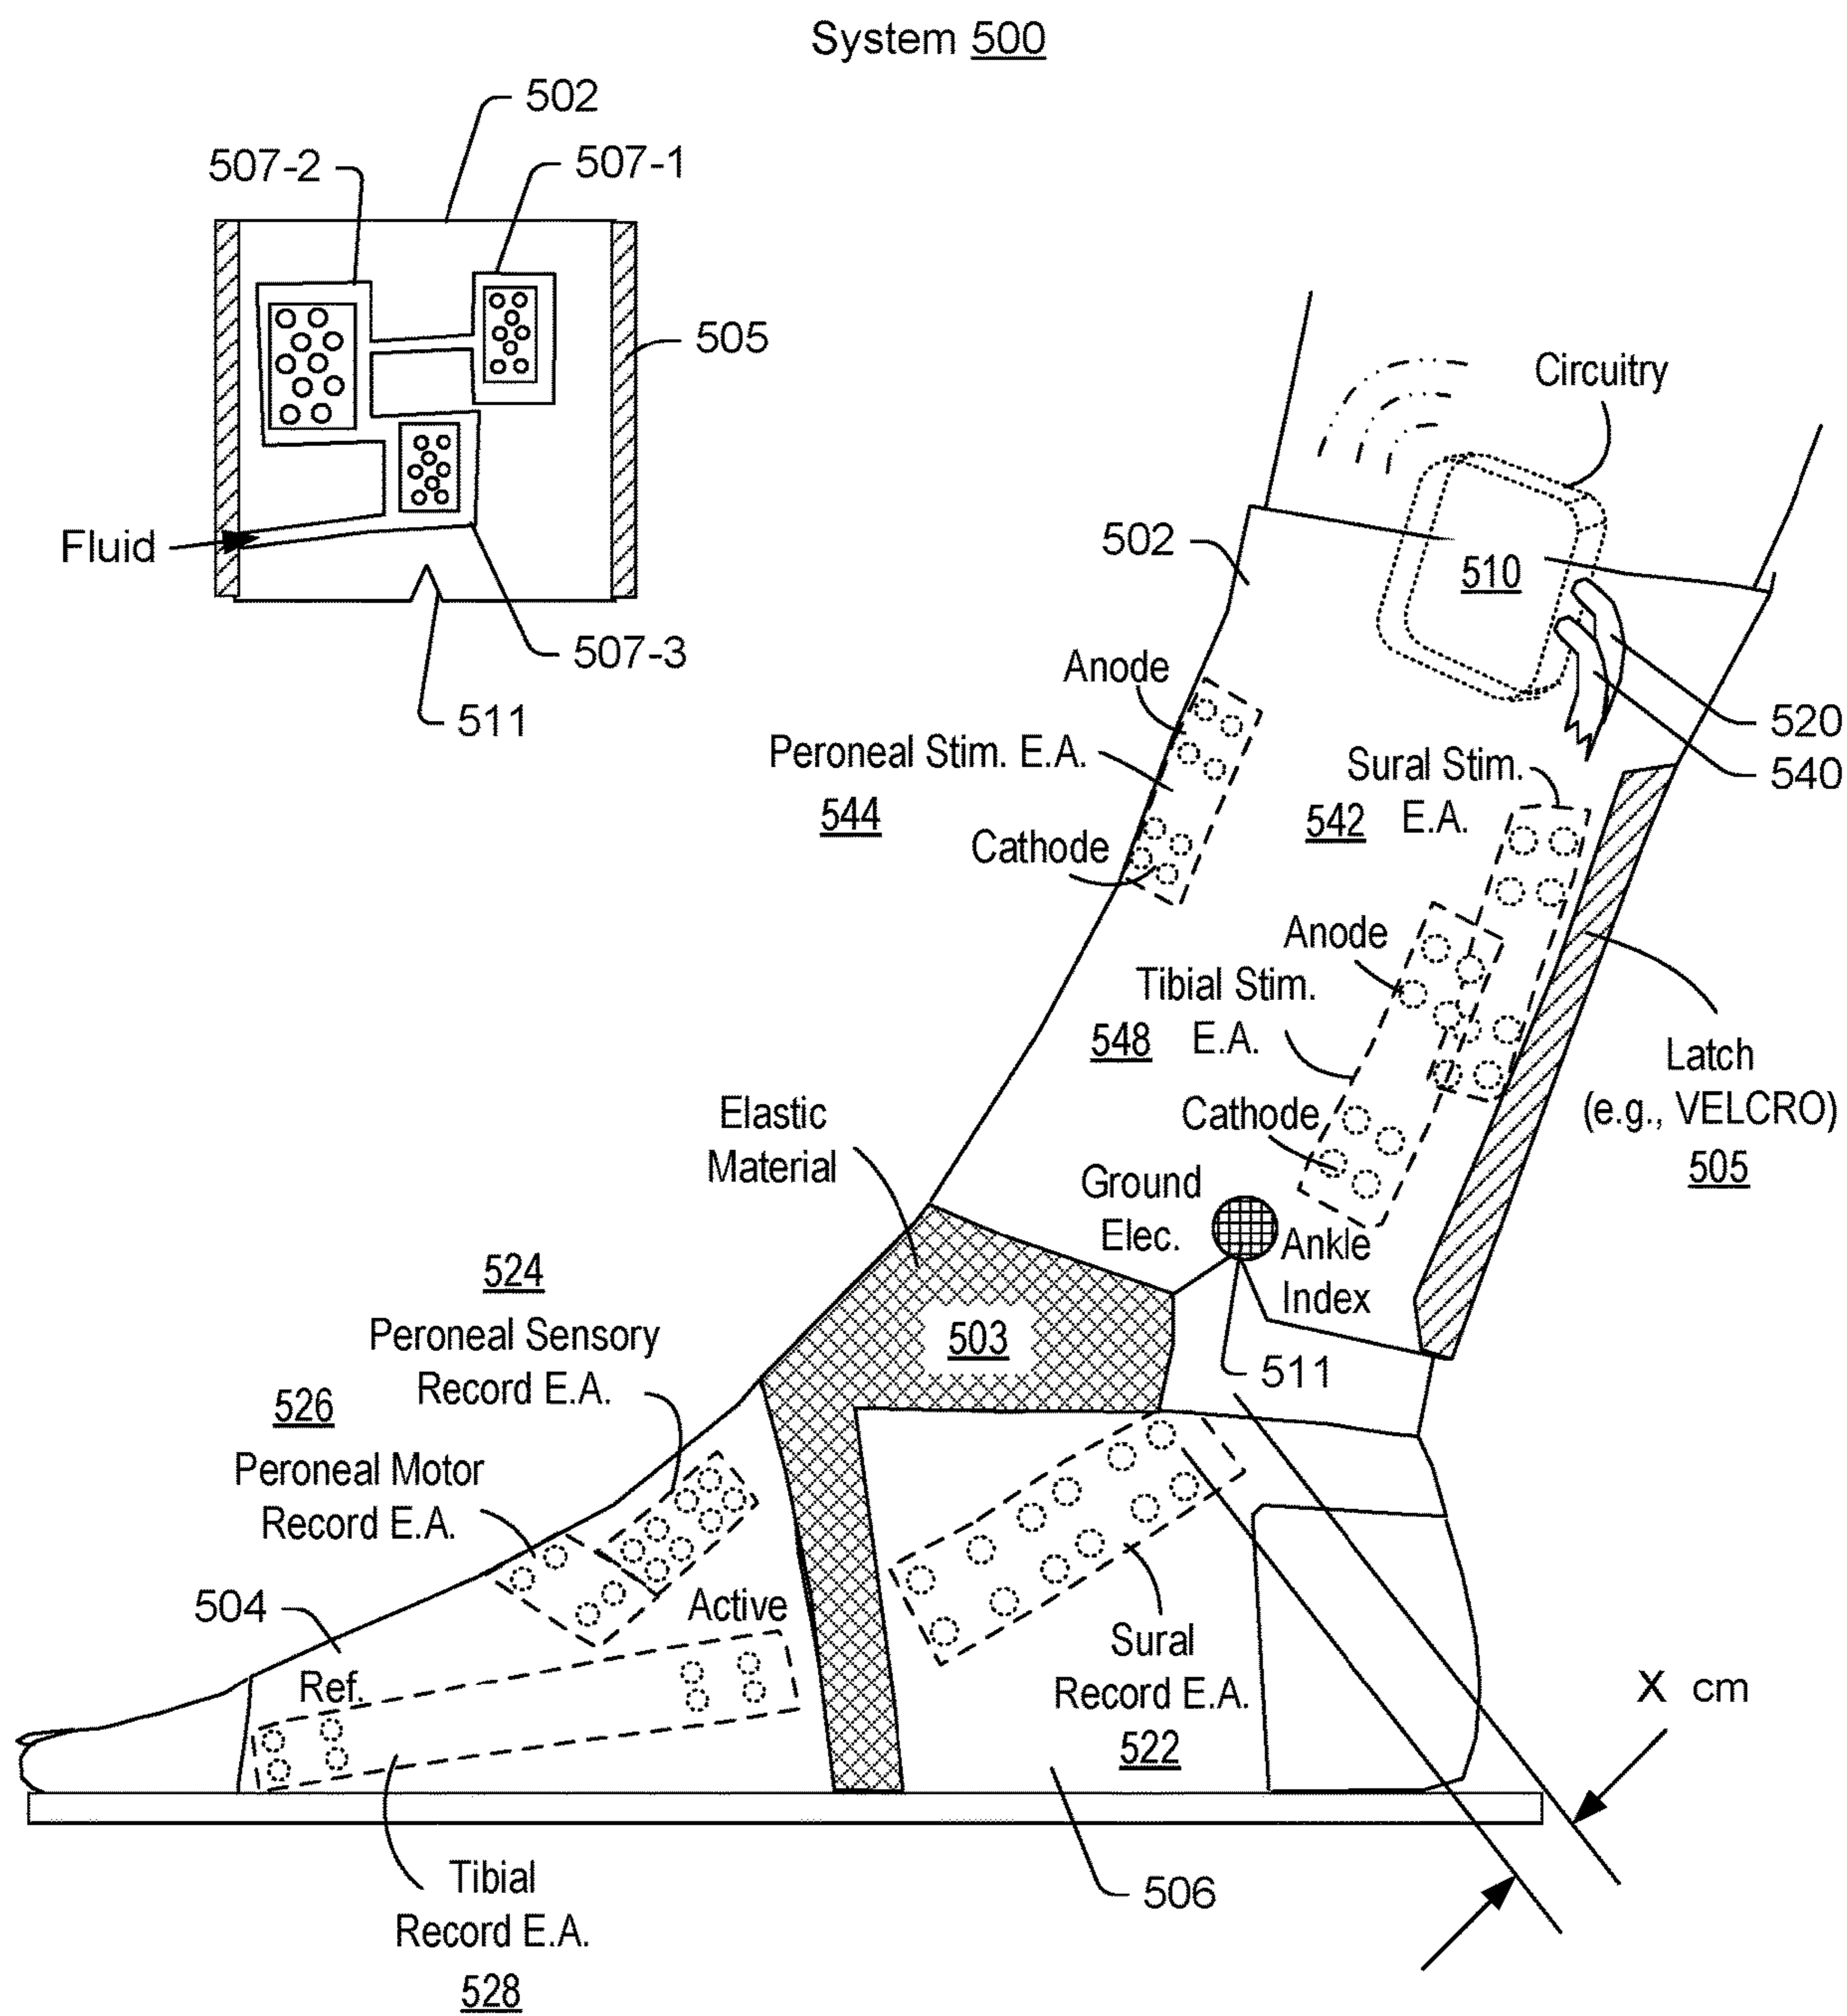 System 500
502
507-2
507-1
505
Fluid
507-3
511
Circuitry
502
510
Anode
Peroneal Stim. E.A.
544
Cathode
520
540
Sural Stim.
E.A.
542
Anode
Tibial Stim.
E.A.
548
Cathode
Latch
(e.g., VELCRO)
505
Elastic
Material
Ground
Elec.
Ankle
Index
503
511
524
Peroneal Sensory
Record E.A.
526
Peroneal Motor
Record E.A.
504
Active
Ref.
Sural
Record E.A.
522
X cm
506
Tibial
Record E.A.
528